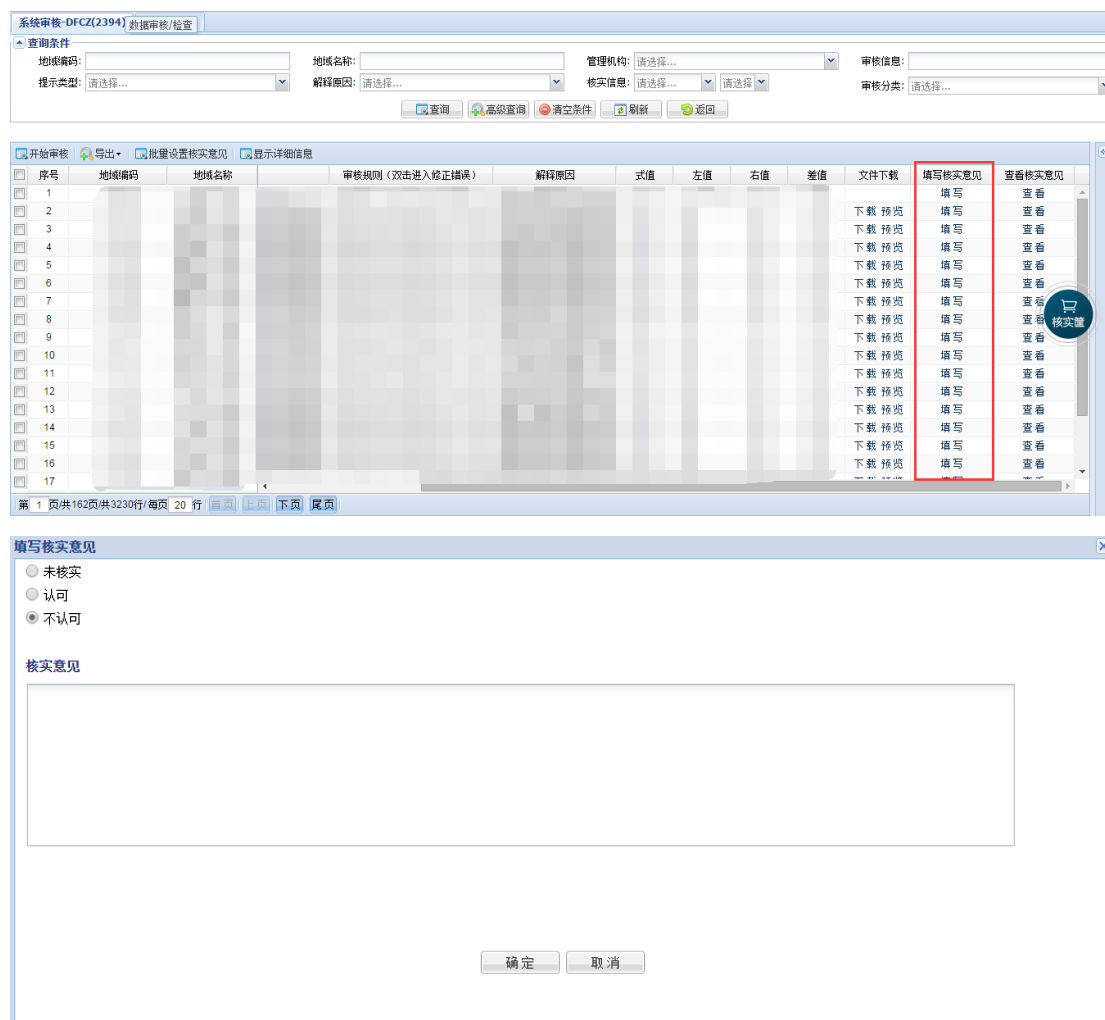 系统审核-DFCZ(2394) 数据审核/检查
查询条件
地域编码: 地域名称: 管理机构: 请选择... 审核信息:
提示类型: 请选择... 解释原因: 请选择... 核实信息: 请选择... 请选择 审核分类: 请选择...
查询 高级查询 清空条件 刷新 返回
开始审核 导出 批量设置核实意见 显示详细信息
序号 地域编码 地域名称 审核规则(双击进入修正错误) 解释原因 式值 左值 右值 差值 文件下载 填写核实意见 查看核实意见
1 填写 查看
2 下载 预览 填写 查看
3 下载 预览 填写 查看
4 下载 预览 填写 查看
5 下载 预览 填写 查看
6 下载 预览 填写 查看
7 下载 预览 填写 查看
8 下载 预览 填写 查看
核实筐
9 下载 预览 填写 查看
10 下载 预览 填写 查看
11 下载 预览 填写 查看
12 下载 预览 填写 查看
13 下载 预览 填写 查看
14 下载 预览 填写 查看
15 下载 预览 填写 查看
16 下载 预览 填写 查看
17
第 1 页/共162页/共3230行/每页 20 行 首页 上页 下页 尾页
填写核实意见
未核实
认可
不认可
核实意见
确定 取消